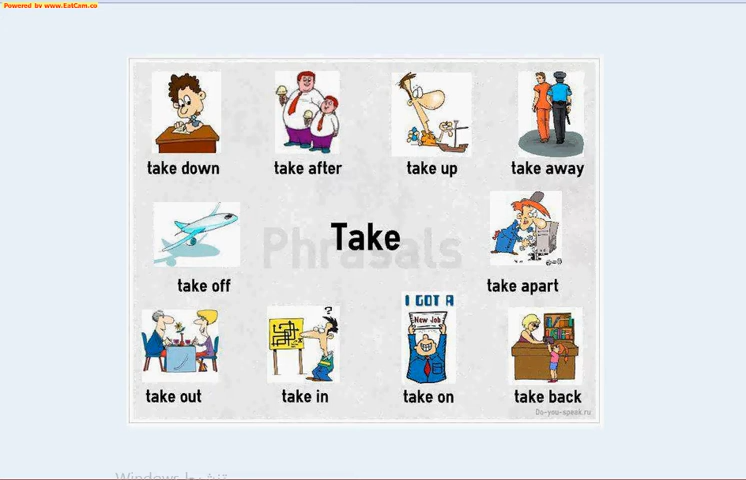 Powered by www.EatCam.co
take down
take after
take up
take away
Phrasals
Take
take off
take apart
I GOT A
New Job
?
take out
take in
take on
take back
Do-you-speak.ru